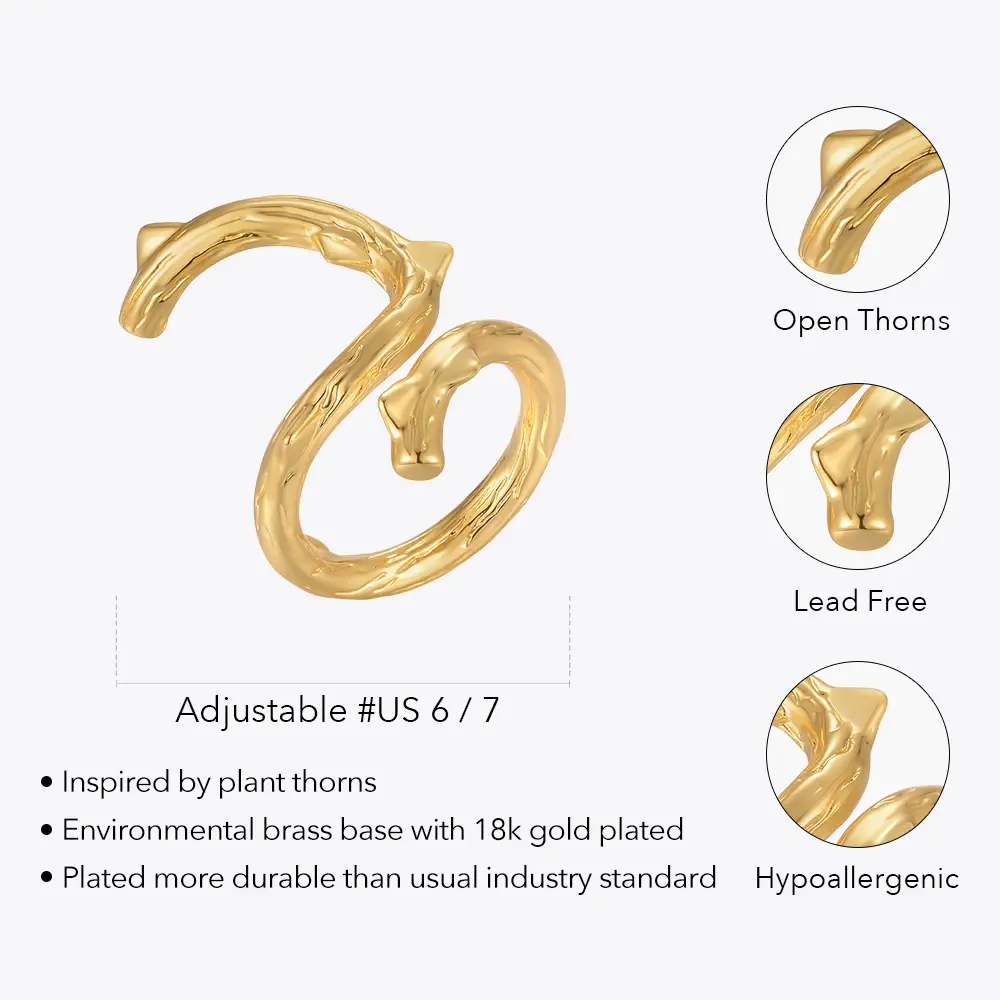 Open Thorns
Lead Free
Adjustable #US 6 / 7
• Inspired by plant thorns
• Environmental brass base with 18k gold plated
• Plated more durable than usual industry standard
Hypoallergenic